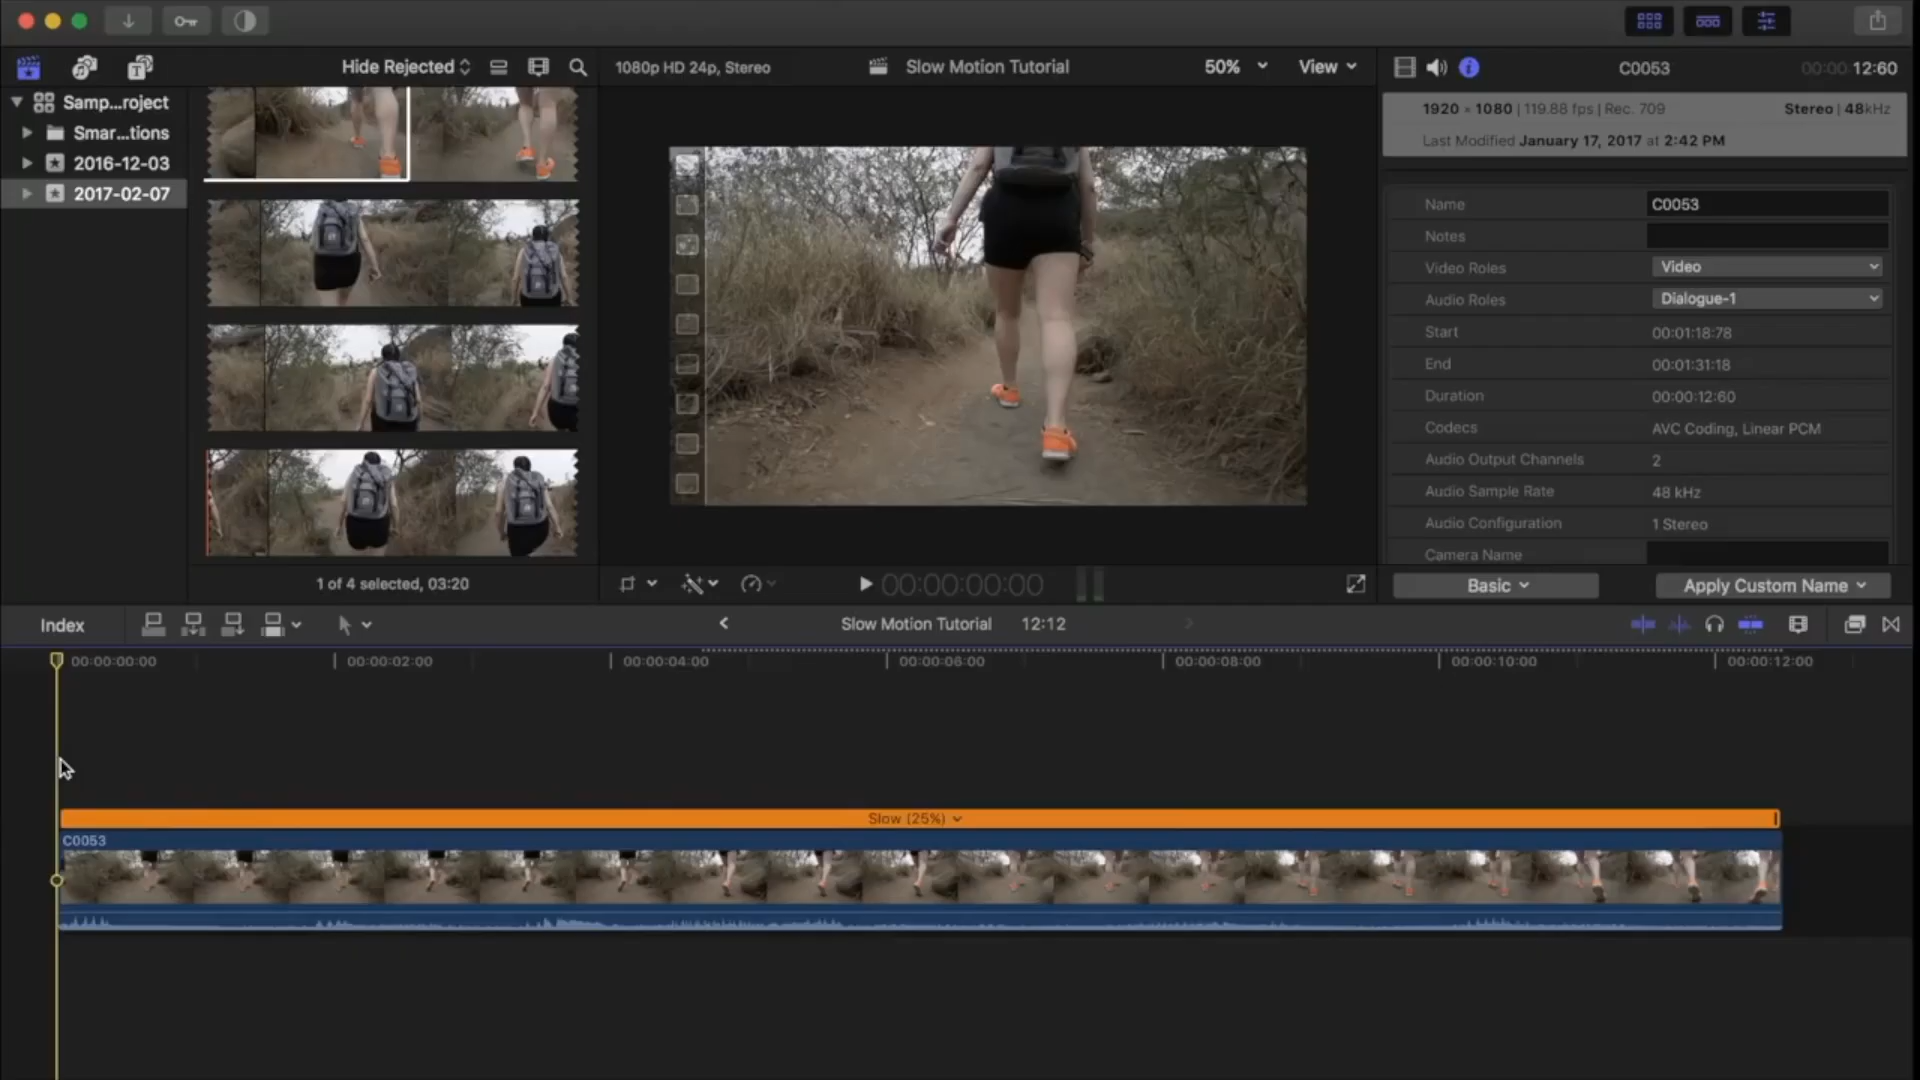 Hide Rejected
1080p HD 24p, Stereo
Slow Motion Tutorial
50%
View
C0053
00:00:12:60
Samp...roject
Smar...tions
2016-12-03
2017-02-07
1 of 4 selected, 03:20
1920 × 1080 | 119.88 fps | Rec. 709
Stereo | 48kHz
Last Modified January 17, 2017 at 2:42 PM
Name C0053
Notes
Video Roles Video
Audio Roles Dialogue-1
Start 00:01:18:78
End 00:01:31:18
Duration 00:00:12:60
Codecs AVC Coding, Linear PCM
Audio Output Channels 2
Audio Sample Rate 48 kHz
Audio Configuration 1 Stereo
Camera Name
00:00:00:00
Basic
Apply Custom Name
Index
Slow Motion Tutorial 12:12
00:00:00:00 00:00:02:00 00:00:04:00 00:00:06:00 00:00:08:00 00:00:10:00 00:00:12:00
Slow (25%)
C0053